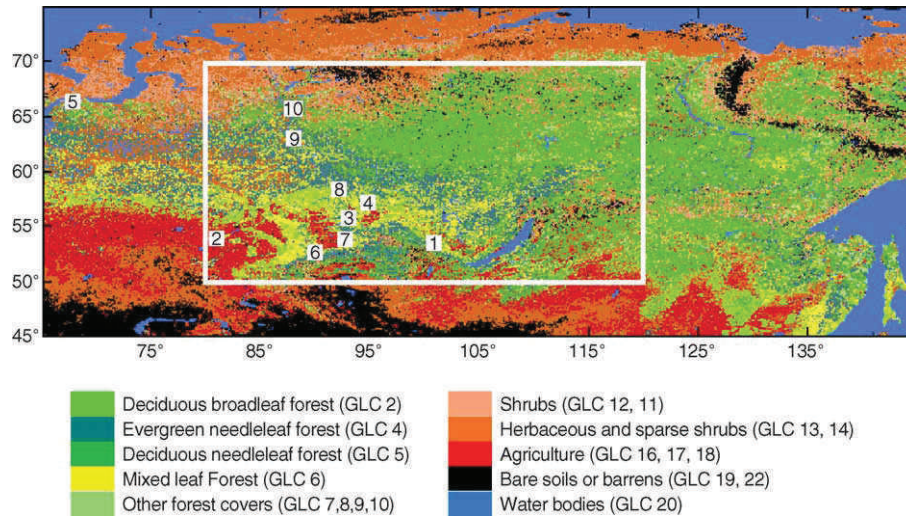 70°
65°
60°
55°
50°
45°
5
10
9
8
4
3
2
7
1
6
75°
85°
95°
105°
115°
125°
135°
Deciduous broadleaf forest (GLC 2)
Evergreen needleleaf forest (GLC 4)
Deciduous needleleaf forest (GLC 5)
Mixed leaf Forest (GLC 6)
Other forest covers (GLC 7,8,9,10)
Shrubs (GLC 12, 11)
Herbaceous and sparse shrubs (GLC 13, 14)
Agriculture (GLC 16, 17, 18)
Bare soils or barrens (GLC 19, 22)
Water bodies (GLC 20)